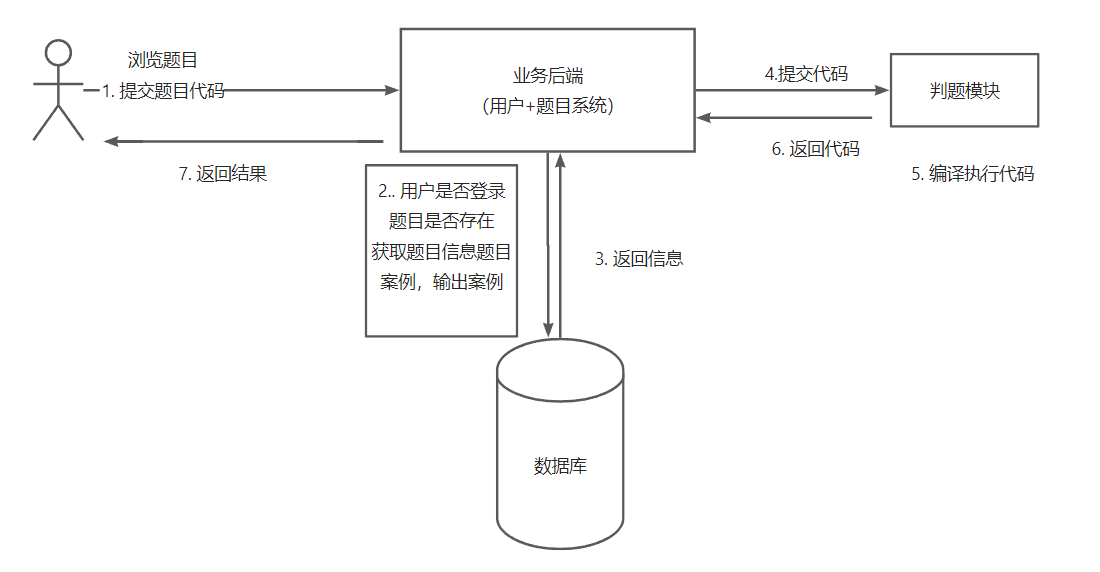 浏览题目
1. 提交题目代码
业务后端
（用户+题目系统）
4.提交代码
判题模块
6. 返回代码
7. 返回结果
5. 编译执行代码
2.. 用户是否登录
题目是否存在
获取题目信息题目
案例，输出案例
3. 返回信息
数据库